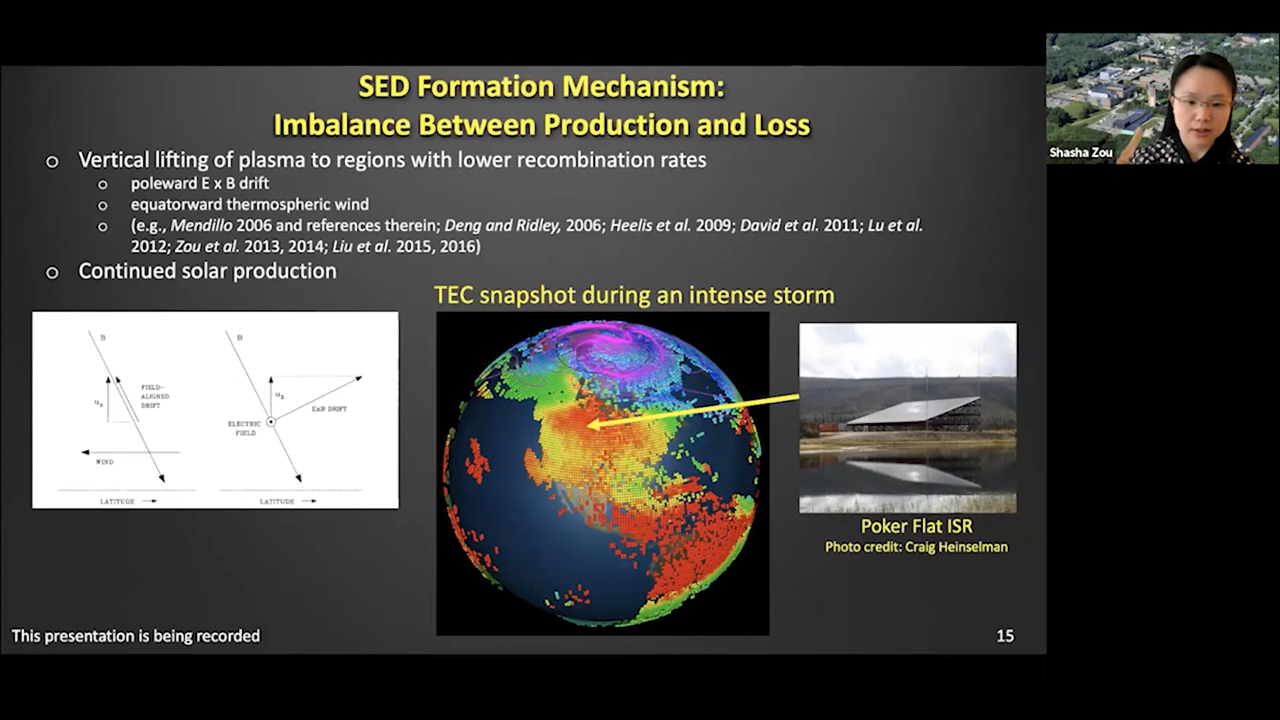 SED Formation Mechanism:
Imbalance Between Production and Loss
Vertical lifting of plasma to regions with lower recombination rates
poleward E x B drift
equatorward thermospheric wind
(e.g., Mendillo 2006 and references therein; Deng and Ridley, 2006; Heelis et al. 2009; David et al. 2011; Lu et al.
2012; Zou et al. 2013, 2014; Liu et al. 2015, 2016)
Continued solar production
TEC snapshot during an intense storm
B
FIELD-
ALIGNED
DRIFT
uz
WIND
LATITUDE
B
uz
ExB DRIFT
ELECTRIC
FIELD
LATITUDE
Poker Flat ISR
Photo credit: Craig Heinselman
This presentation is being recorded
15
Shasha Zou